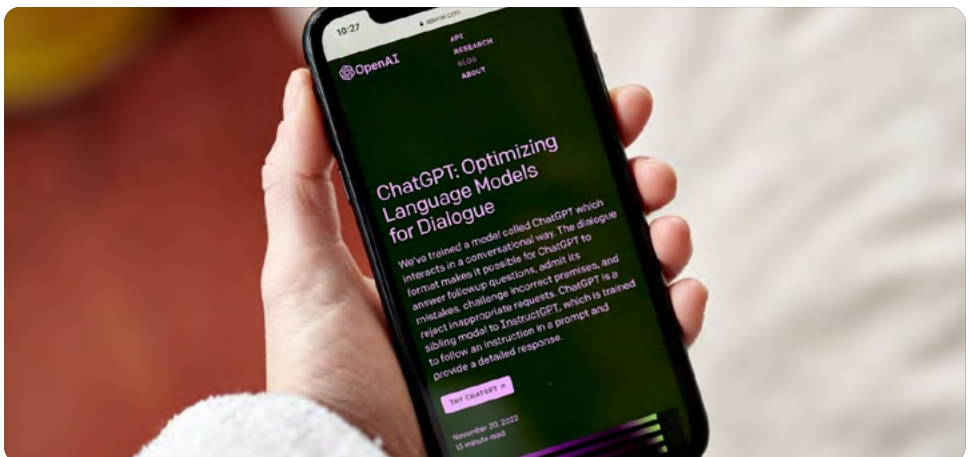 10:27
openai.com
OpenAI
API
RESEARCH
BLOG
ABOUT
ChatGPT: Optimizing
Language Models
for Dialogue
We've trained a model called ChatGPT which
interacts in a conversational way. The dialogue
format makes it possible for ChatGPT to
answer followup questions, admit its
mistakes, challenge incorrect premises, and
reject inappropriate requests. ChatGPT is a
sibling model to InstructGPT, which is trained
to follow an instruction in a prompt and
provide a detailed response.
TRY CHATGPT ↗
November 30, 2022
13 minute read